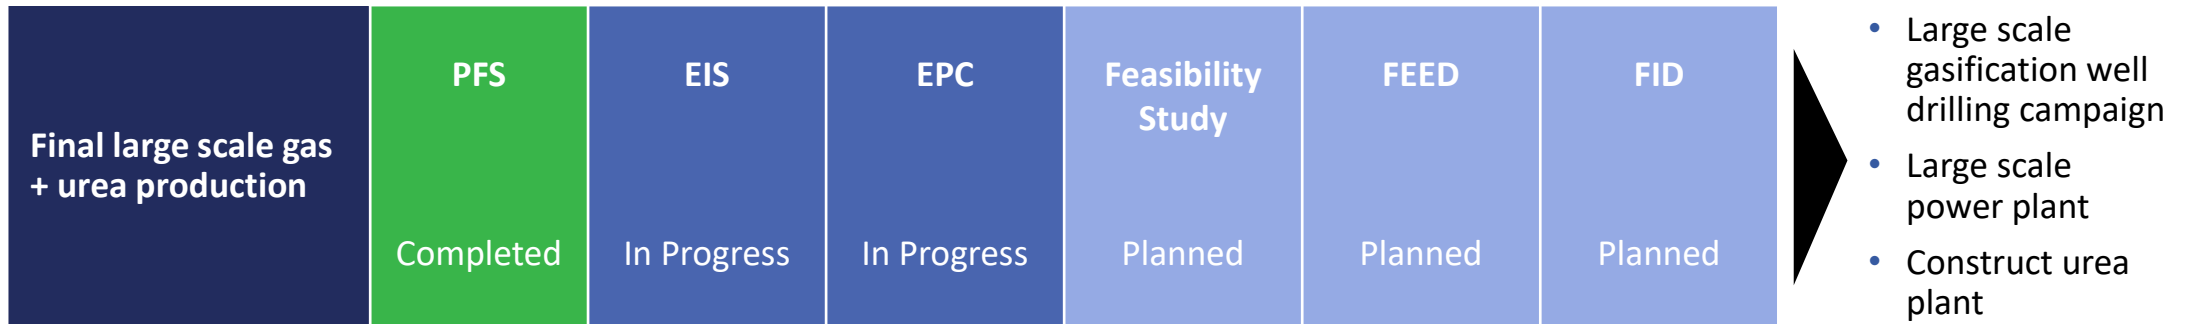 Final large scale gas
+ urea production
PFS
Completed
EIS
In Progress
EPC
In Progress
Feasibility
Study
Planned
FEED
Planned
FID
Planned
• Large scale
gasification well
drilling campaign
• Large scale
power plant
• Construct urea
plant